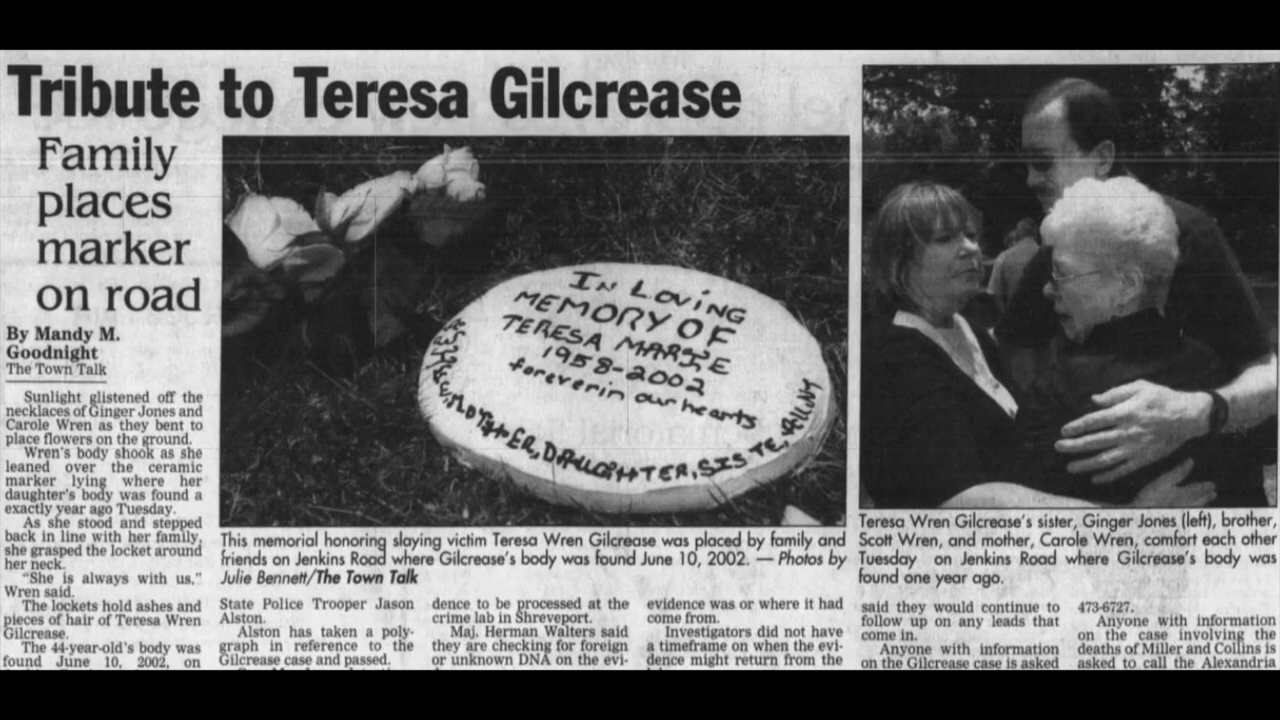 Tribute to Teresa Gilcrease
Family
places
marker
on road
By Mandy M.
Goodnight
The Town Talk
Sunlight glistened off the
necklaces of Ginger Jones and
Carole Wren as they bent to
place flowers on the ground.
Wren's body shook as she
leaned over the ceramic
marker lying where her
daughter's body was found a
exactly year ago Tuesday.
As she stood and stepped
back in line with her family,
she grasped the locket around
her neck.
"She is always with us,"
Wren said.
The lockets hold ashes and
pieces of hair of Teresa Wren
Gilcrease.
The 44-year-old's body was
found June 10, 2002, on
IN LOVING
MEMORY OF
TERESA MARIE
1958-2002
forever in our hearts
MOTHER, DAUGHTER, SISTE
This memorial honoring slaying victim Teresa Wren Gilcrease was placed by family and
friends on Jenkins Road where Gilcrease's body was found June 10, 2002. — Photos by
Julie Bennett/The Town Talk
State Police Trooper Jason
Alston.
Alston has taken a poly-
graph in reference to the
Gilcrease case and passed.
dence to be processed at the
crime lab in Shreveport.
Maj. Herman Walters said
they are checking for foreign
or unknown DNA on the evi-
evidence was or where it had
come from.
Investigators did not have
a timeframe on when the evi-
dence might return from the
Teresa Wren Gilcrease's sister, Ginger Jones (left), brother,
Scott Wren, and mother, Carole Wren, comfort each other
Tuesday on Jenkins Road where Gilcrease's body was
found one year ago.
said they would continue to
follow up on any leads that
come in.
Anyone with information
on the Gilcrease case is asked
473-6727.
Anyone with information
on the case involving the
deaths of Miller and Collins is
asked to call the Alexandria